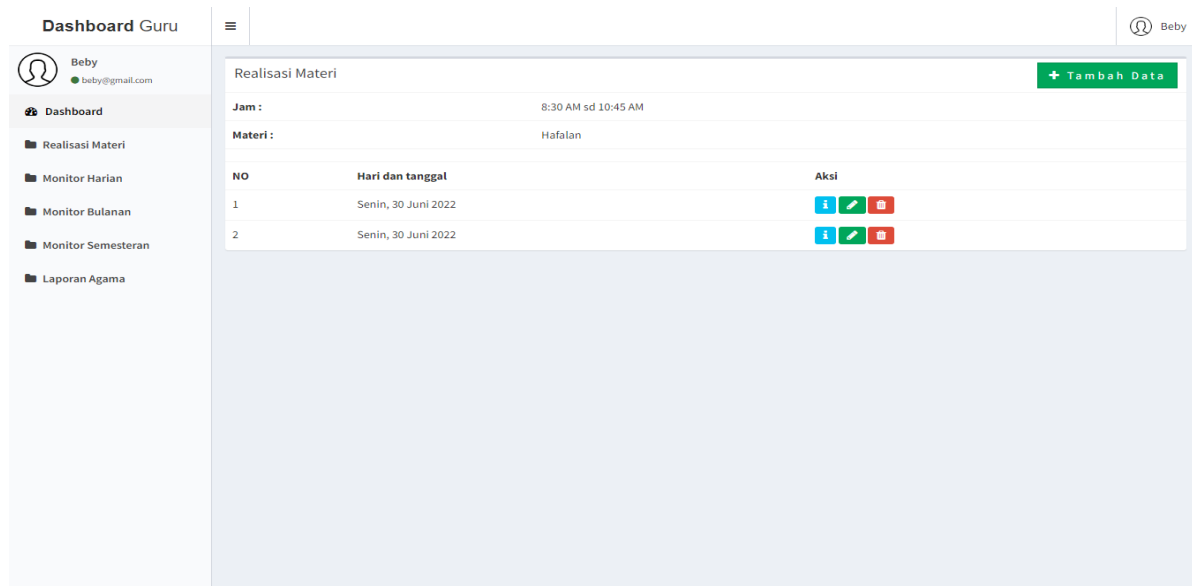 Dashboard Guru
Beby
Beby
beby@gmail.com
Dashboard
Realisasi Materi
Monitor Harian
Monitor Bulanan
Monitor Semesteran
Laporan Agama
Realisasi Materi
+ Tambah Data
Jam : 8:30 AM sd 10:45 AM
Materi : Hafalan
NO Hari dan tanggal Aksi
1 Senin, 30 Juni 2022
2 Senin, 30 Juni 2022